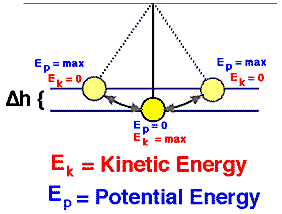 Ep = max
Ek = 0
Ep = max
Ek = 0
Δh {
Ep = 0
Ek = max
Ek = Kinetic Energy
Ep = Potential Energy